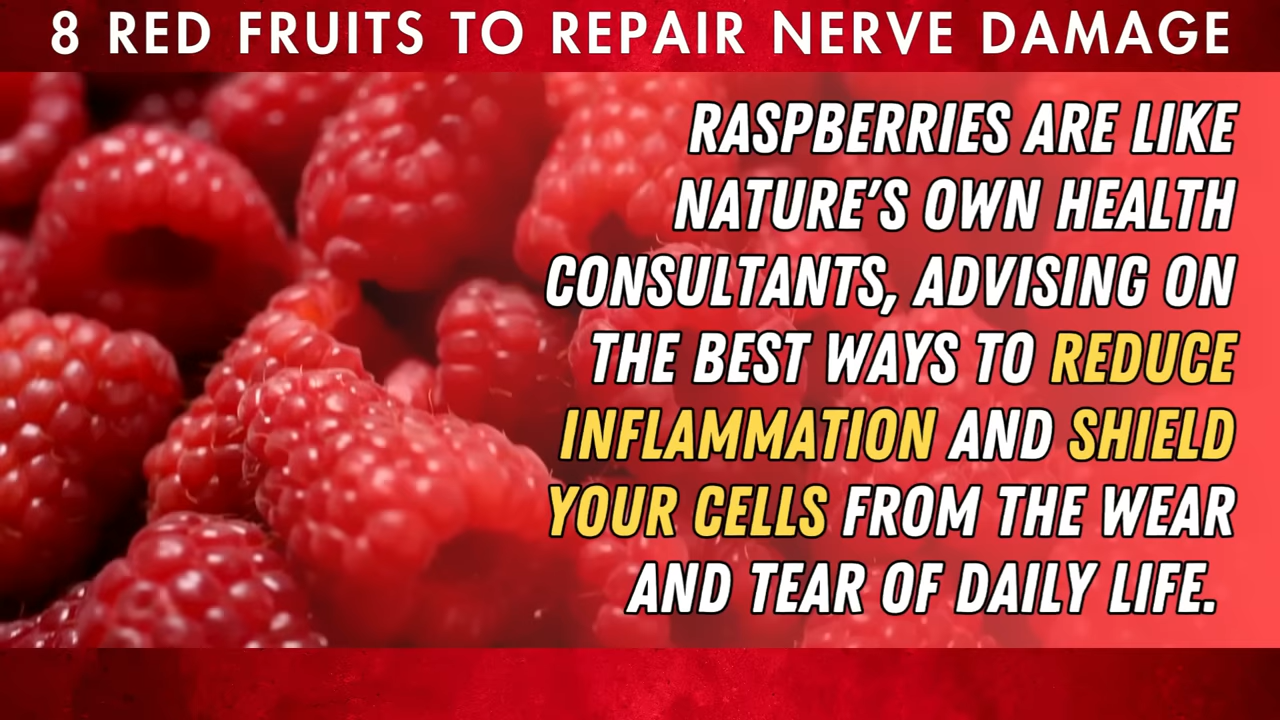 8 RED FRUITS TO REPAIR NERVE DAMAGE
RASPBERRIES ARE LIKE
NATURE'S OWN HEALTH
CONSULTANTS, ADVISING ON
THE BEST WAYS TO REDUCE
INFLAMMATION AND SHIELD
YOUR CELLS FROM THE WEAR
AND TEAR OF DAILY LIFE.